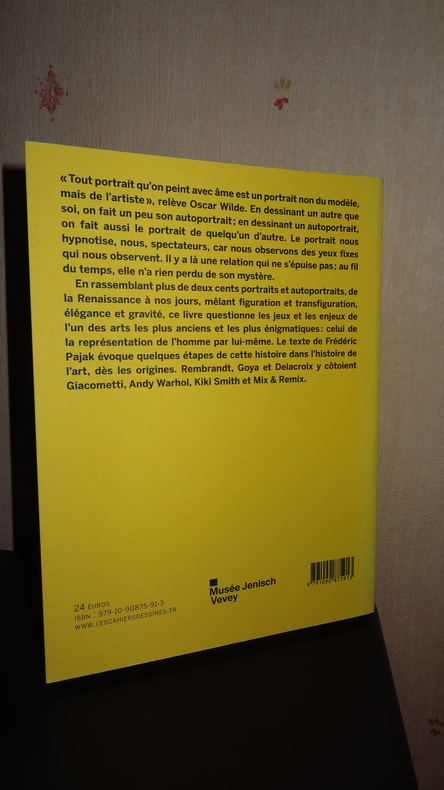 « Tout portrait qu'on peint avec âme est un portrait non du modèle,
mais de l'artiste », relève Oscar Wilde. En dessinant un autre que
soi, on fait un peu son autoportrait ; en dessinant un autoportrait,
on fait aussi le portrait de quelqu'un d'autre. Le portrait nous
hypnotise, nous, spectateurs, car nous observons des yeux fixes
qui nous observent. Il y a là une relation qui ne s'épuise pas ; au fil
du temps, elle n'a rien perdu de son mystère.
En rassemblant plus de deux cents portraits et autoportraits, de
la Renaissance à nos jours, mêlant figuration et transfiguration,
élégance et gravité, ce livre questionne les jeux et les enjeux de
l'un des arts les plus anciens et les plus énigmatiques : celui de
la représentation de l'homme par lui-même. Le texte de Frédéric
Pajak évoque quelques étapes de cette histoire dans l'histoire de
l'art, dès les origines. Rembrandt, Goya et Delacroix y côtoient
Giacometti, Andy Warhol, Kiki Smith et Mix & Remix.
24 EUROS
ISBN : 979-10-90875-91-3
WWW.LESCAHIERSDESSINES.FR
Musée Jenisch
Vevey
9 791090 875913